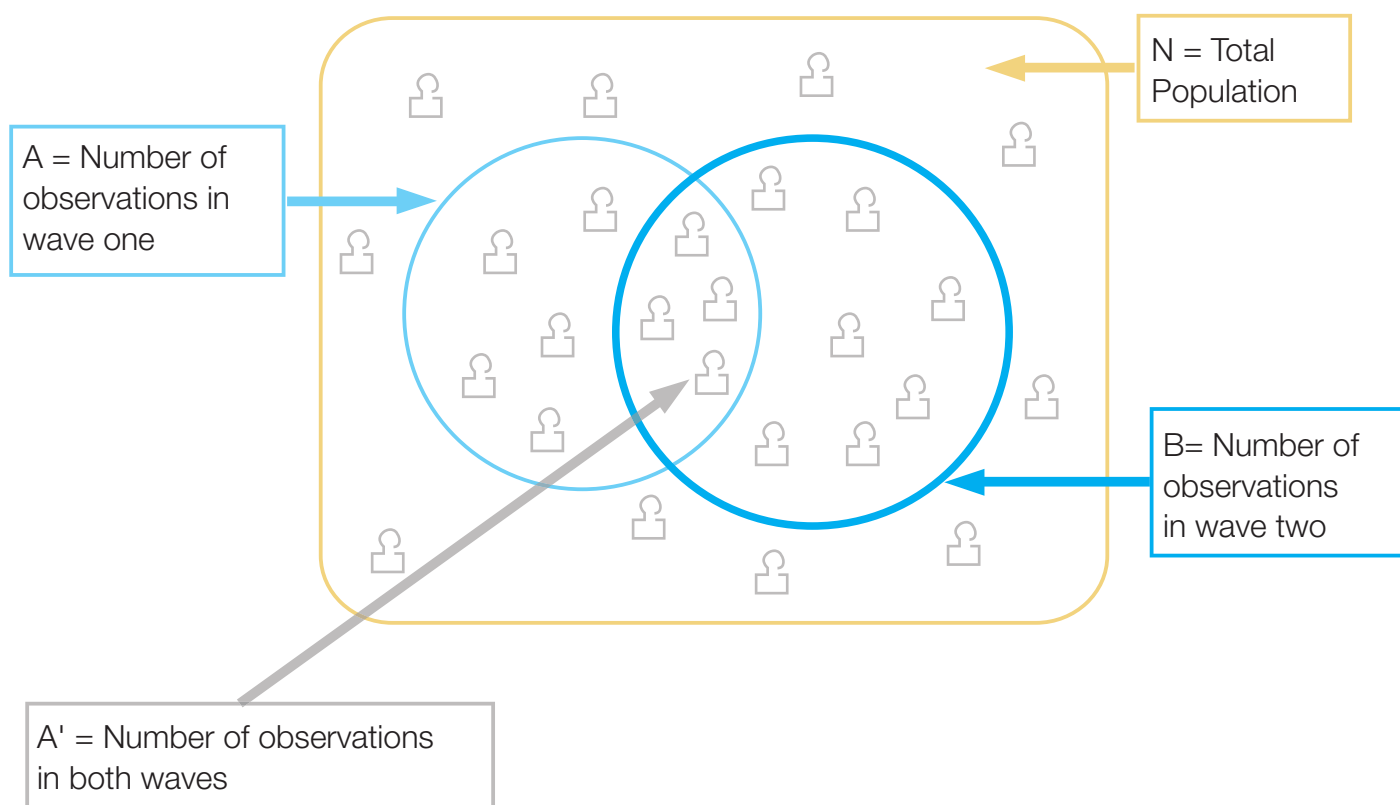 N = Total
Population
A = Number of
observations in
wave one
B= Number of
observations
in wave two
A' = Number of observations
in both waves